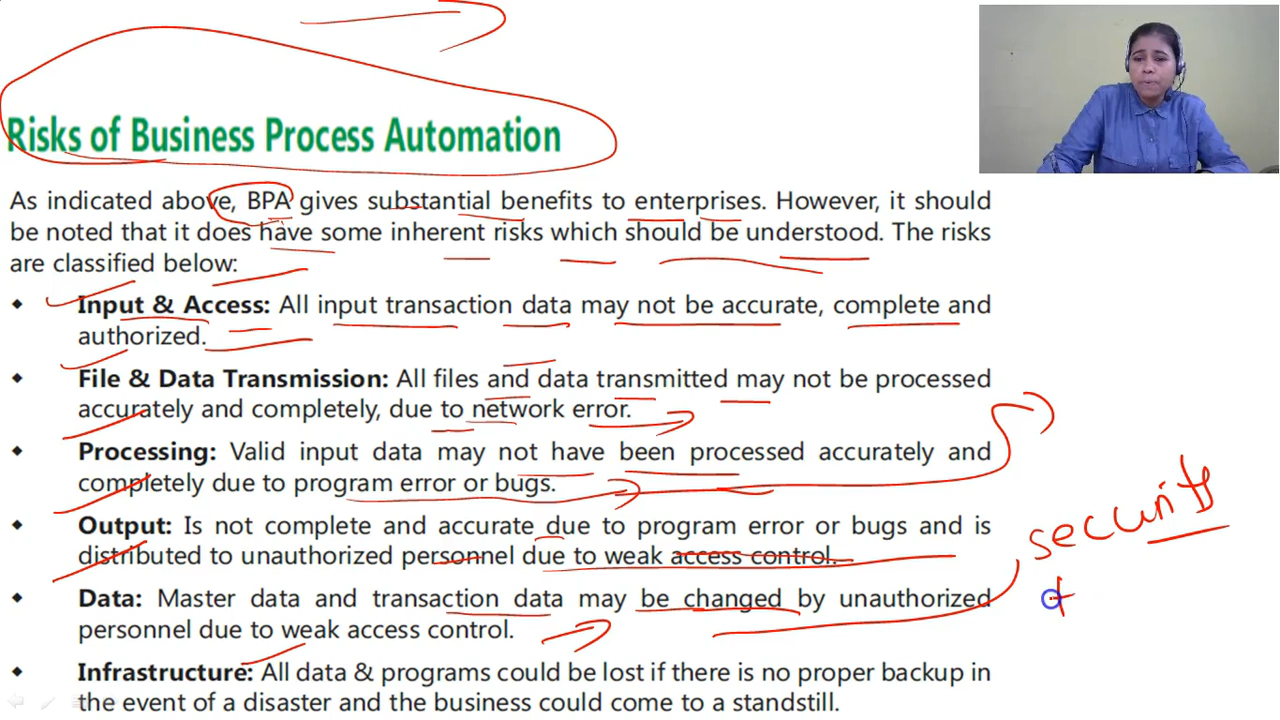 Risks of Business Process Automation
As indicated above, BPA gives substantial benefits to enterprises. However, it should
be noted that it does have some inherent risks which should be understood. The risks
are classified below:
◆ Input & Access: All input transaction data may not be accurate, complete and
authorized.
◆ File & Data Transmission: All files and data transmitted may not be processed
accurately and completely, due to network error.
◆ Processing: Valid input data may not have been processed accurately and
completely due to program error or bugs.
◆ Output: Is not complete and accurate due to program error or bugs and is
distributed to unauthorized personnel due to weak access control.
security
◆ Data: Master data and transaction data may be changed by unauthorized
personnel due to weak access control.
◆ Infrastructure: All data & programs could be lost if there is no proper backup in
the event of a disaster and the business could come to a standstill.